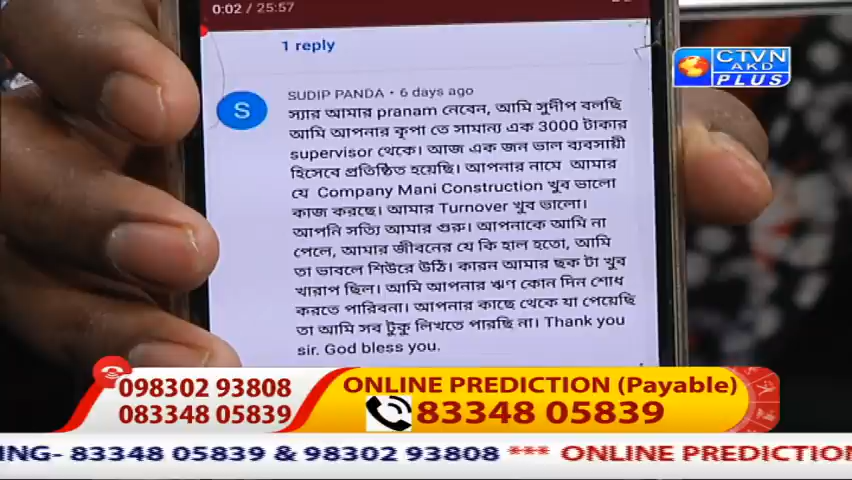 0:02 / 25:57
1 reply
CTVN
AKD
PLUS
S
SUDIP PANDA • 6 days ago
স্যার আমার pranam নেবেন, আমি সুদীপ বলছি
আমি আপনার কৃপা তে সামান্য এক 3000 টাকার
supervisor থেকে। আজ এক জন ভাল ব্যবসায়ী
হিসেবে প্রতিষ্ঠিত হয়েছি। আপনার নামে আমার
যে Company Mani Construction খুব ভালো
কাজ করছে। আমার Turnover খুব ভালো।
আপনি সত্যি আমার গুরু। আপনাকে আমি না
পেলে, আমার জীবনের যে কি হাল হতো, আমি
তা ভাবলে শিউরে উঠি। কারন আমার ছক টা খুব
খারাপ ছিল। আমি আপনার ঋণ কোন দিন শোধ
করতে পারিবনা। আপনার কাছে থেকে যা পেয়েছি
তা আমি সব টুকু লিখতে পারছি না। Thank you
sir. God bless you.
098302 93808
083348 05839
ONLINE PREDICTION (Payable)
83348 05839
ING- 83348 05839 & 98302 93808 *** ONLINE PREDICTION